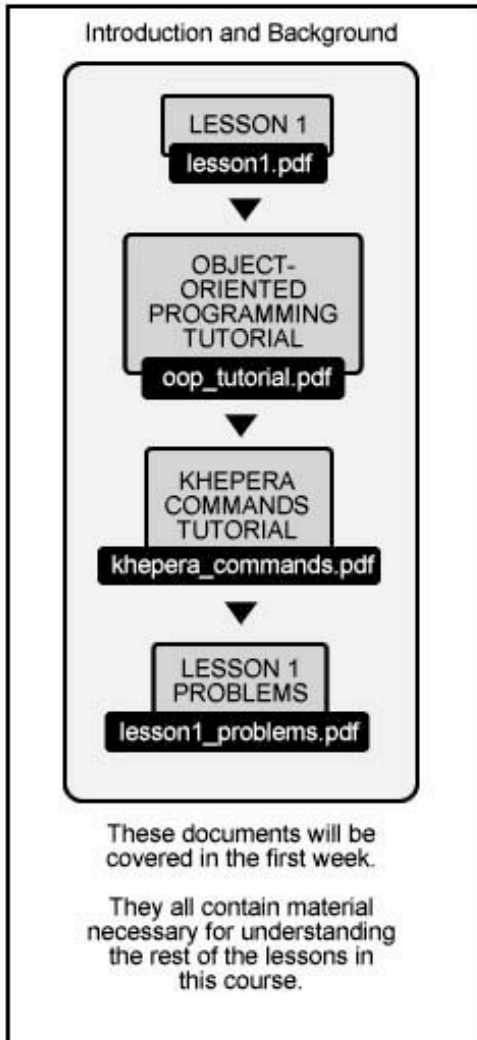 Introduction and Background
LESSON 1
lesson1.pdf
OBJECT-
ORIENTED
PROGRAMMING
TUTORIAL
oop_tutorial.pdf
KHEPERA
COMMANDS
TUTORIAL
khepera_commands.pdf
LESSON 1
PROBLEMS
lesson1_problems.pdf
These documents will be
covered in the first week.
They all contain material
necessary for understanding
the rest of the lessons in
this course.